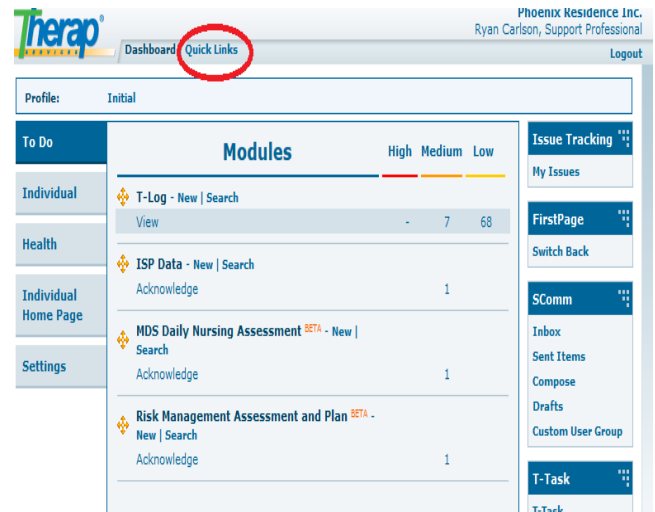 Therap®
SERVICES
Phoenix Residence Inc.
Ryan Carlson, Support Professional
Dashboard Quick Links
Logout
Profile: Initial
To Do
Individual
Health
Individual
Home Page
Settings
Modules High Medium Low
T-Log - New | Search
View - 7 68
ISP Data - New | Search
Acknowledge 1
MDS Daily Nursing Assessment BETA - New |
Search
Acknowledge 1
Risk Management Assessment and Plan BETA -
New | Search
Acknowledge 1
Issue Tracking
My Issues
FirstPage
Switch Back
SComm
Inbox
Sent Items
Compose
Drafts
Custom User Group
T-Task
T-Task